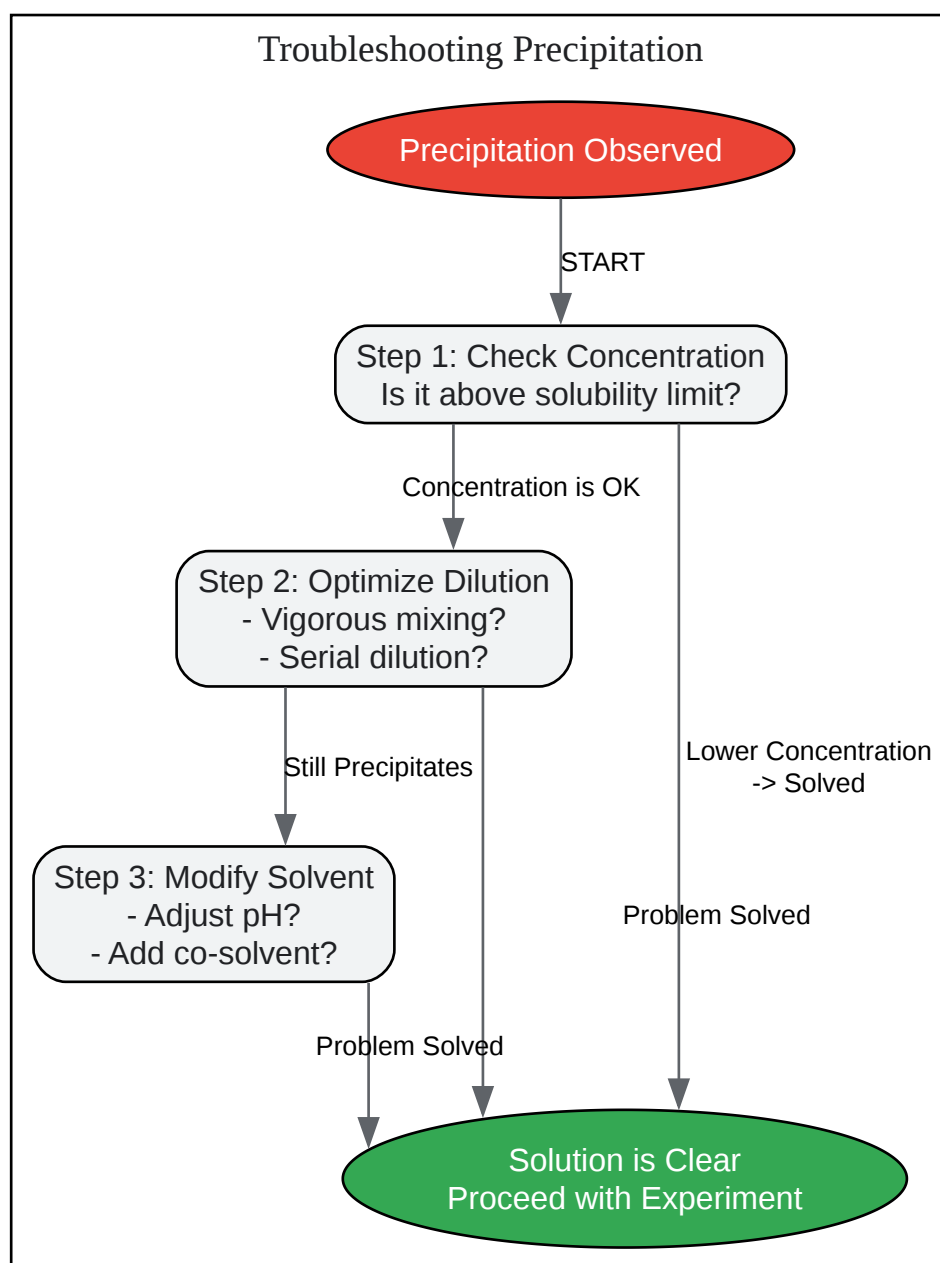 Troubleshooting Precipitation
Precipitation Observed
START
Step 1: Check Concentration
Is it above solubility limit?
Concentration is OK
Step 2: Optimize Dilution
- Vigorous mixing?
- Serial dilution?
Still Precipitates
Lower Concentration
-> Solved
Step 3: Modify Solvent
- Adjust pH?
- Add co-solvent?
Problem Solved
Problem Solved
Solution is Clear
Proceed with Experiment